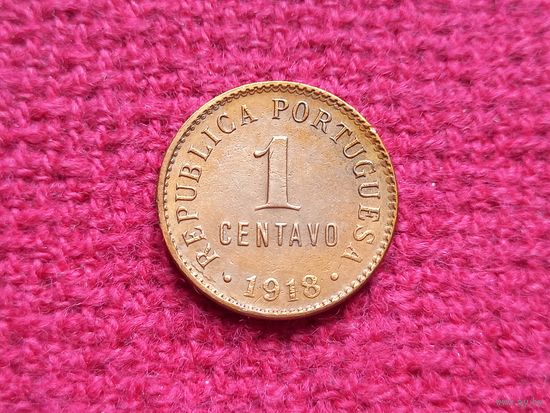 REPUBLICA PORTUGUESA
1
CENTAVO
· 1918 ·